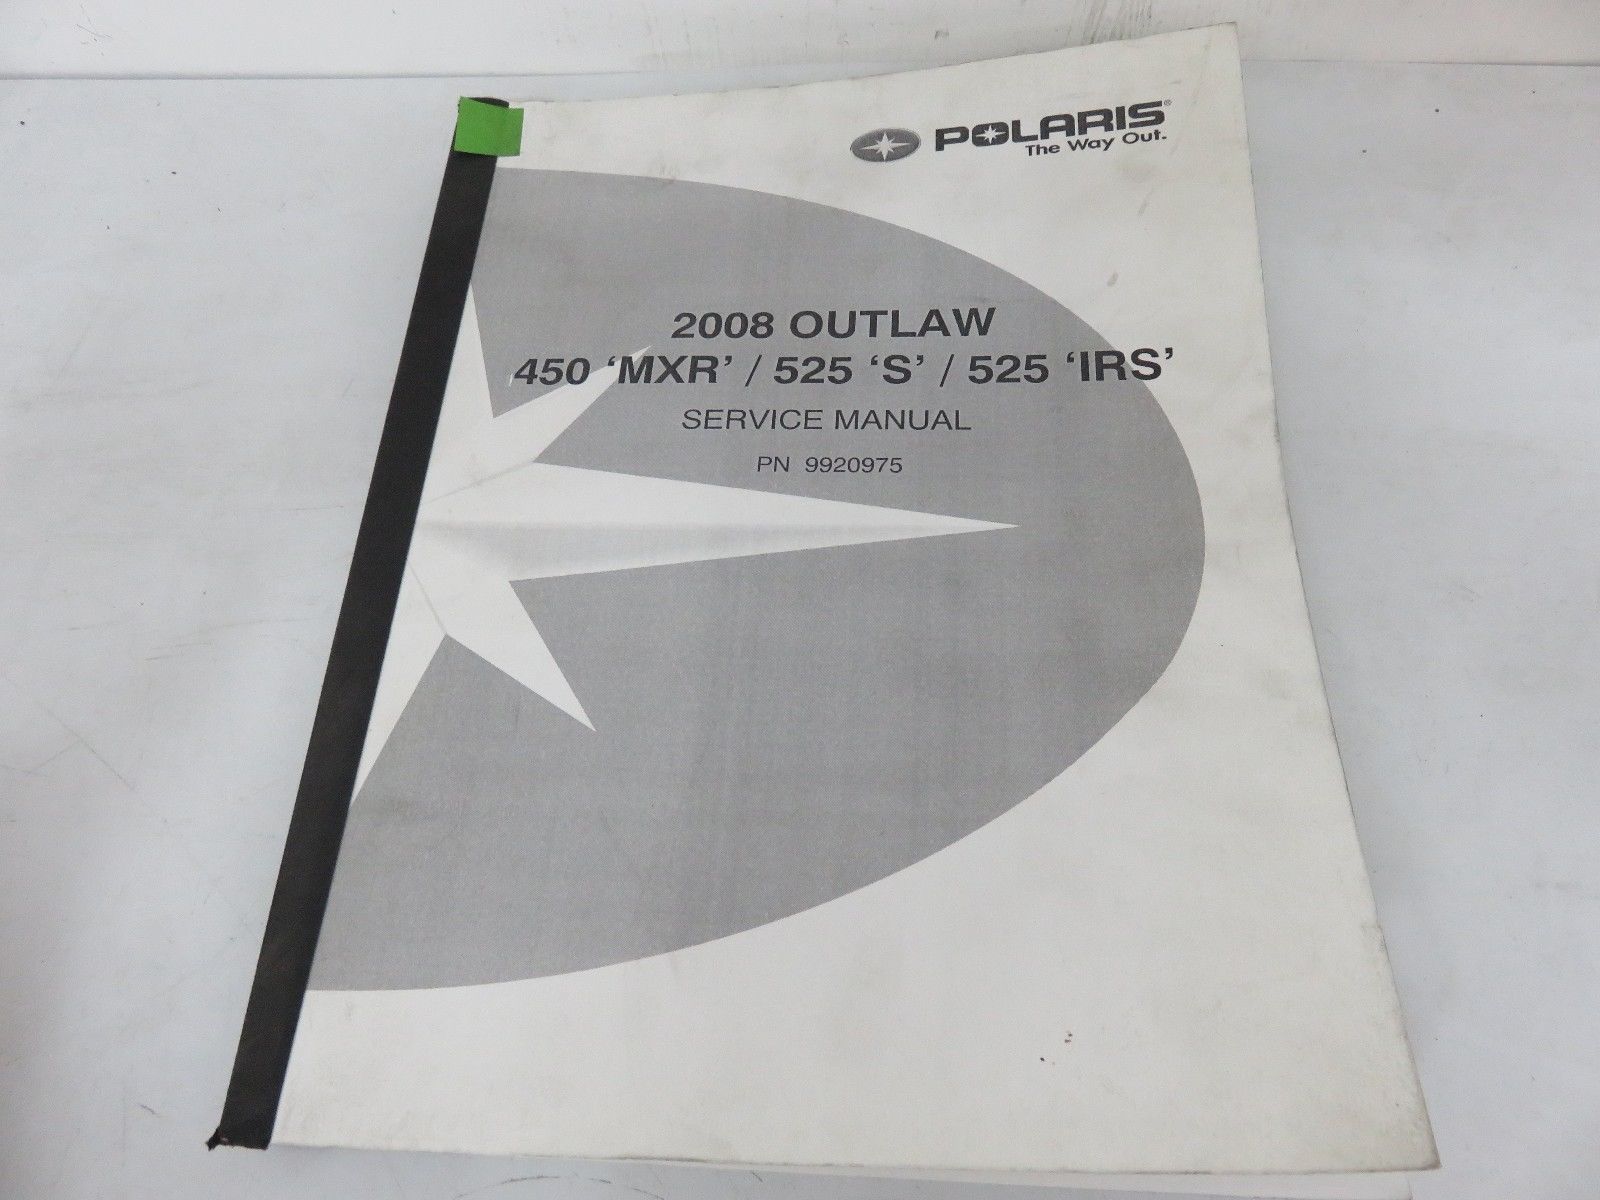 POLARIS®
The Way Out.
2008 OUTLAW
450 ‘MXR’ / 525 ‘S’ / 525 ‘IRS’
SERVICE MANUAL
PN 9920975